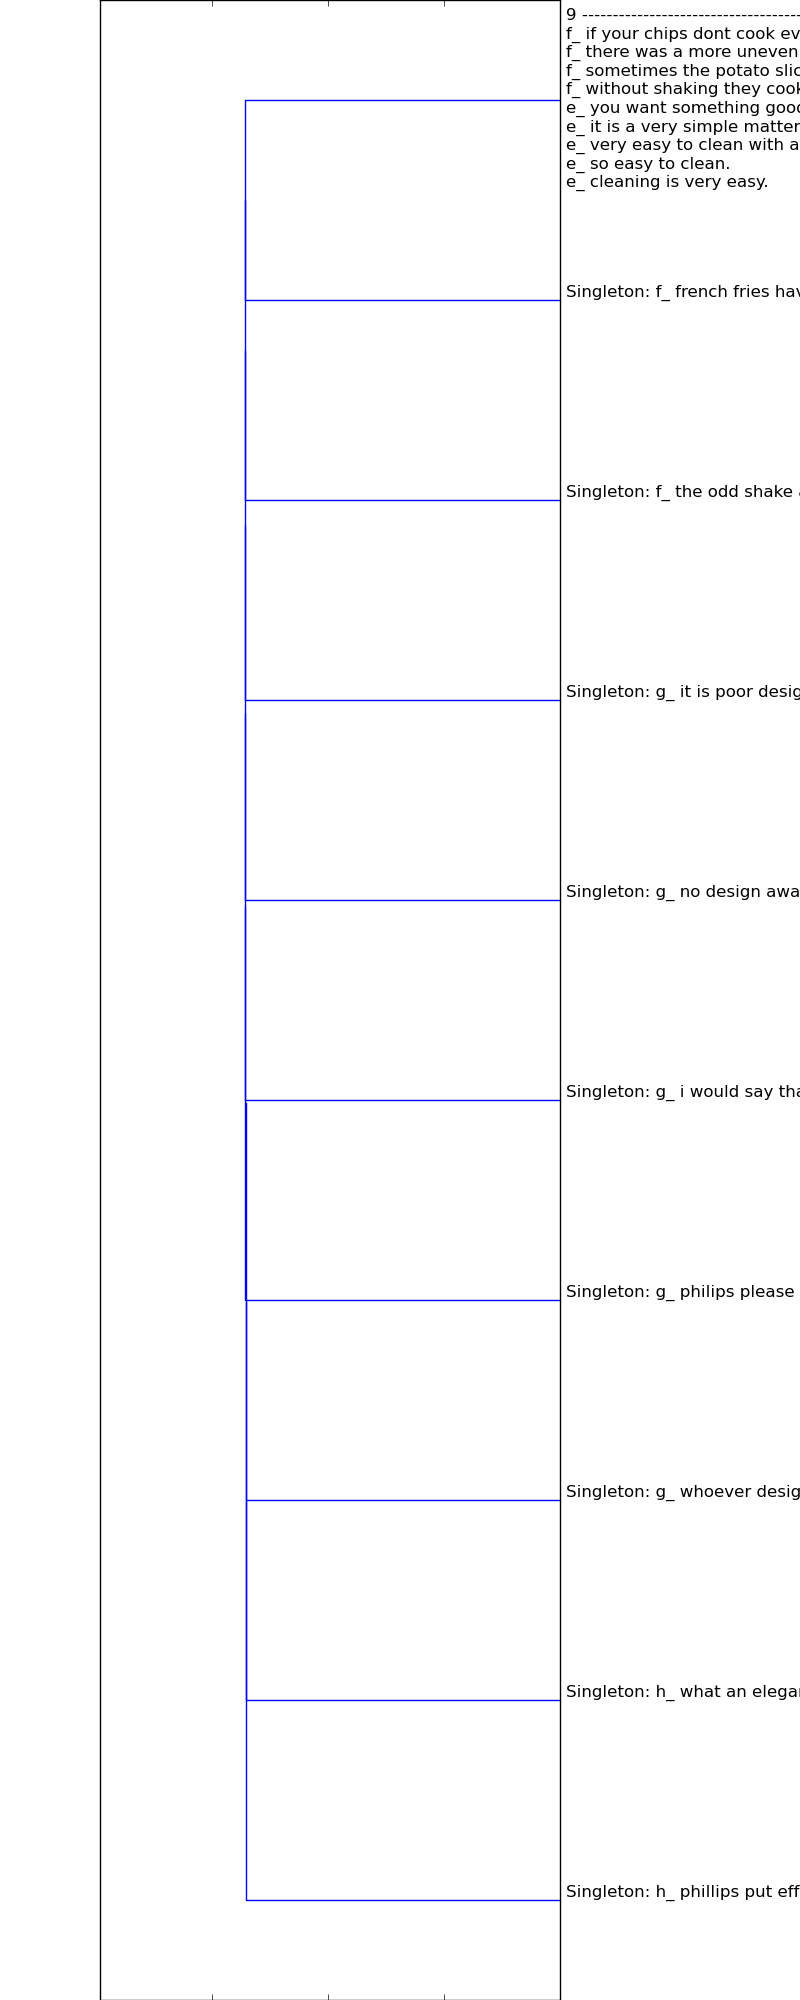 9 -----------------------------------
f_ if your chips dont cook ev
f_ there was a more uneven
f_ sometimes the potato slic
f_ without shaking they cook
e_ you want something good
e_ it is a very simple matter
e_ very easy to clean with a
e_ so easy to clean.
e_ cleaning is very easy.
Singleton: f_ french fries hav
Singleton: f_ the odd shake
Singleton: g_ it is poor desig
Singleton: g_ no design awa
Singleton: g_ i would say tha
Singleton: g_ philips please
Singleton: g_ whoever desig
Singleton: h_ what an elegan
Singleton: h_ phillips put eff